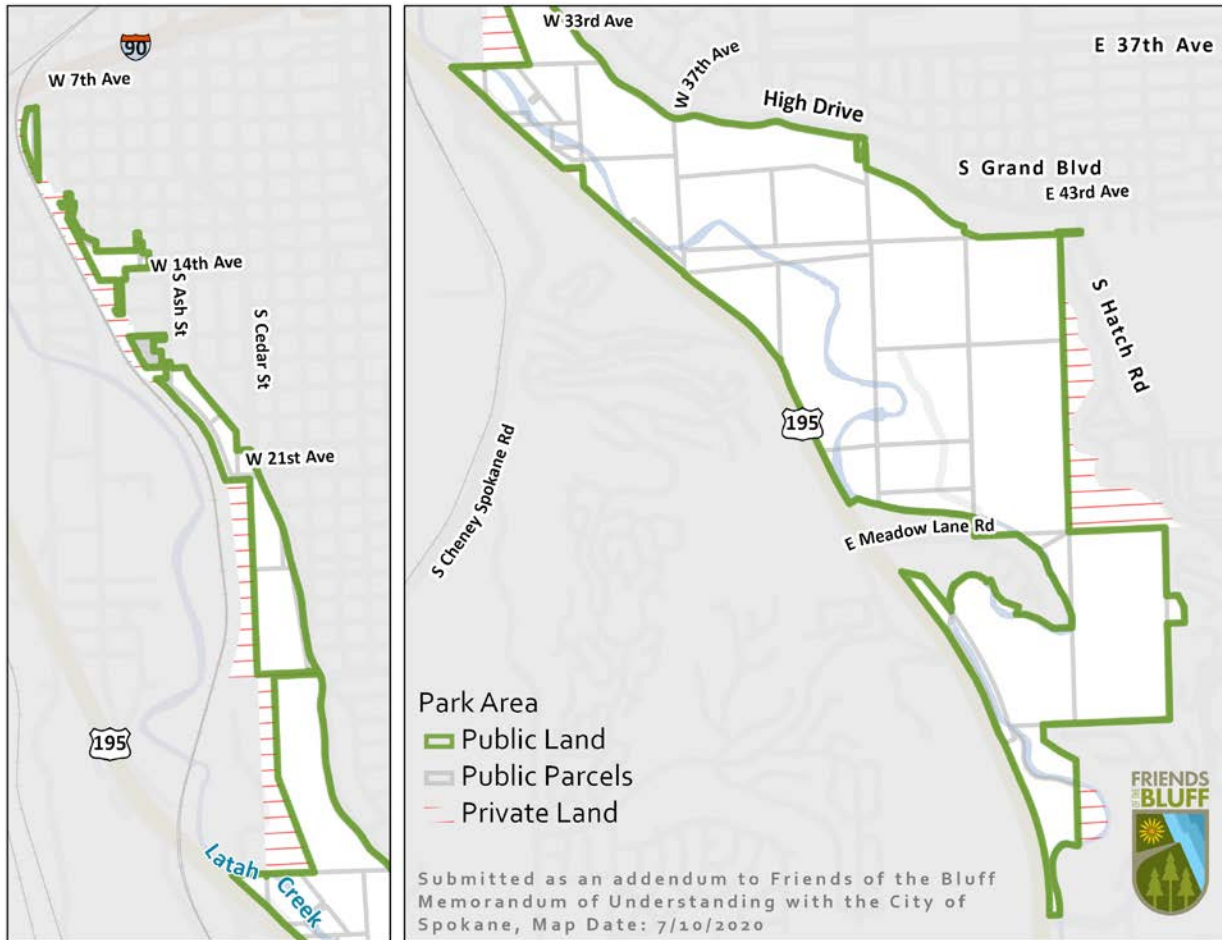 90
W 7th Ave
W 14th Ave
S Ash St
S Cedar St
W 21st Ave
195
Latah Creek
W 33rd Ave
E 37th Ave
W 37th Ave
High Drive
S Grand Blvd
E 43rd Ave
S Hatch Rd
195
S Cheney Spokane Rd
E Meadow Lane Rd
Park Area
Public Land
Public Parcels
Private Land
Submitted as an addendum to Friends of the Bluff
Memorandum of Understanding with the City of
Spokane, Map Date: 7/10/2020
FRIENDS
OF THE BLUFF